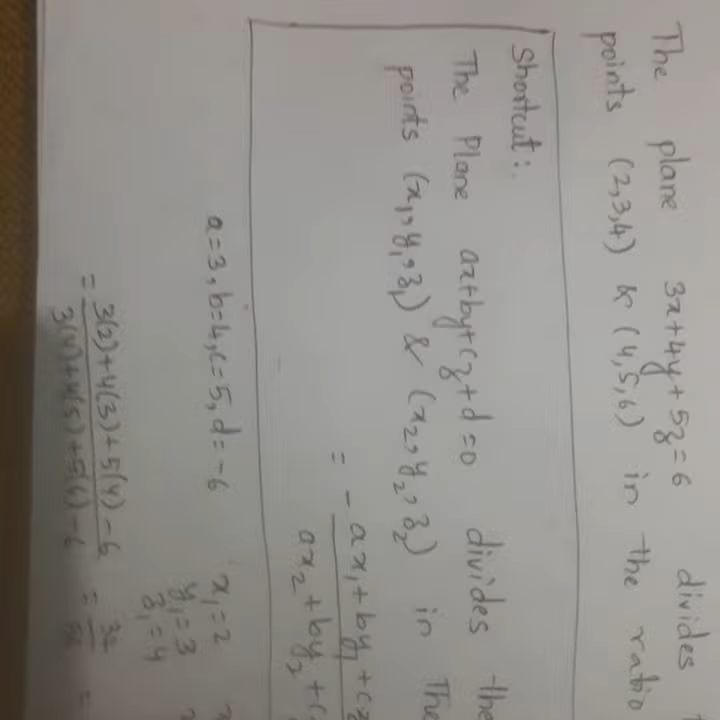 The plane 3x+4y+5z=6 divides
points (2,3,4) & (4,5,6) in the ratio
Shortcut:
The Plane ax+by+cz+d=0 divides the
points (x₁,y₁,z₁) & (x₂,y₂,z₂) in The
= - ax₁+by₁+cz
ax₂+by₂+c
a=3,b=4,c=5,d=-6 x₁=2
y₁=3
z₁=4
= 3(2)+4(3)+5(4)-6 =
3(4)+4(5)+5(6)-6